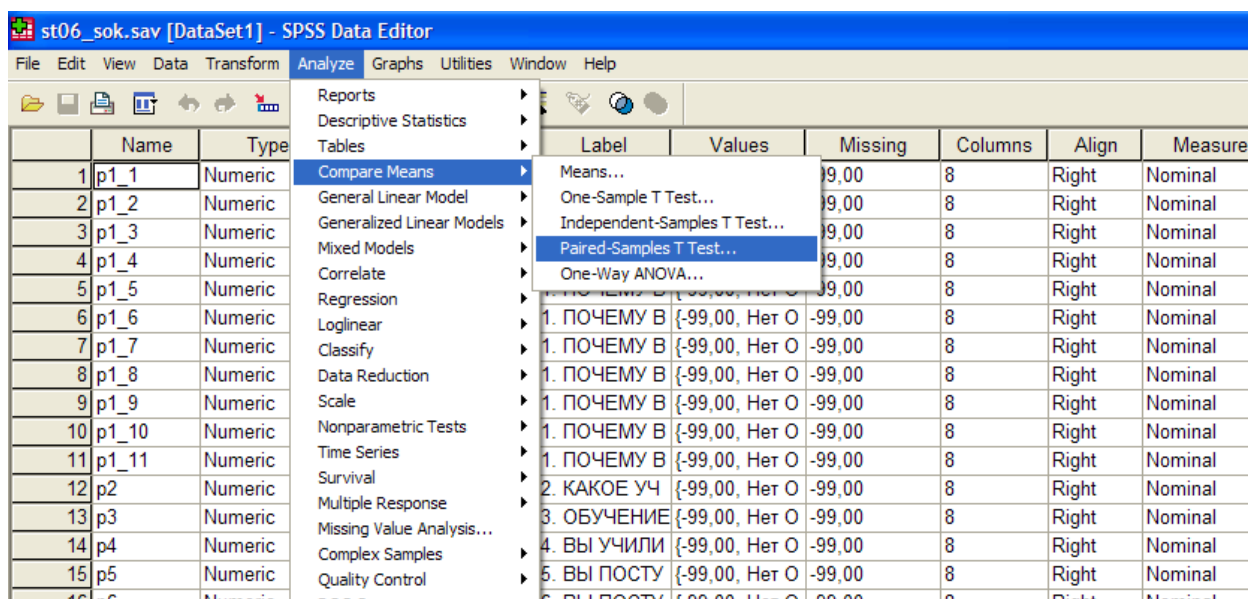 st06_sok.sav [DataSet1] - SPSS Data Editor
File Edit View Data Transform Analyze Graphs Utilities Window Help
Reports
Descriptive Statistics
Tables
Compare Means
General Linear Model
Generalized Linear Models
Mixed Models
Correlate
Regression
Loglinear
Classify
Data Reduction
Scale
Nonparametric Tests
Time Series
Survival
Multiple Response
Missing Value Analysis...
Complex Samples
Quality Control
Means...
One-Sample T Test...
Independent-Samples T Test...
Paired-Samples T Test...
One-Way ANOVA...
Name Type Label Values Missing Columns Align Measure
1 p1_1 Numeric 99,00 8 Right Nominal
2 p1_2 Numeric 99,00 8 Right Nominal
3 p1_3 Numeric 99,00 8 Right Nominal
4 p1_4 Numeric 99,00 8 Right Nominal
5 p1_5 Numeric 1. ПОЧЕМУ В {-99,00, Нет О -99,00 8 Right Nominal
6 p1_6 Numeric 1. ПОЧЕМУ В {-99,00, Нет О -99,00 8 Right Nominal
7 p1_7 Numeric 1. ПОЧЕМУ В {-99,00, Нет О -99,00 8 Right Nominal
8 p1_8 Numeric 1. ПОЧЕМУ В {-99,00, Нет О -99,00 8 Right Nominal
9 p1_9 Numeric 1. ПОЧЕМУ В {-99,00, Нет О -99,00 8 Right Nominal
10 p1_10 Numeric 1. ПОЧЕМУ В {-99,00, Нет О -99,00 8 Right Nominal
11 p1_11 Numeric 1. ПОЧЕМУ В {-99,00, Нет О -99,00 8 Right Nominal
12 p2 Numeric 2. КАКОЕ УЧ {-99,00, Нет О -99,00 8 Right Nominal
13 p3 Numeric 3. ОБУЧЕНИЕ {-99,00, Нет О -99,00 8 Right Nominal
14 p4 Numeric 4. ВЫ УЧИЛИ {-99,00, Нет О -99,00 8 Right Nominal
15 p5 Numeric 5. ВЫ ПОСТУ {-99,00, Нет О -99,00 8 Right Nominal